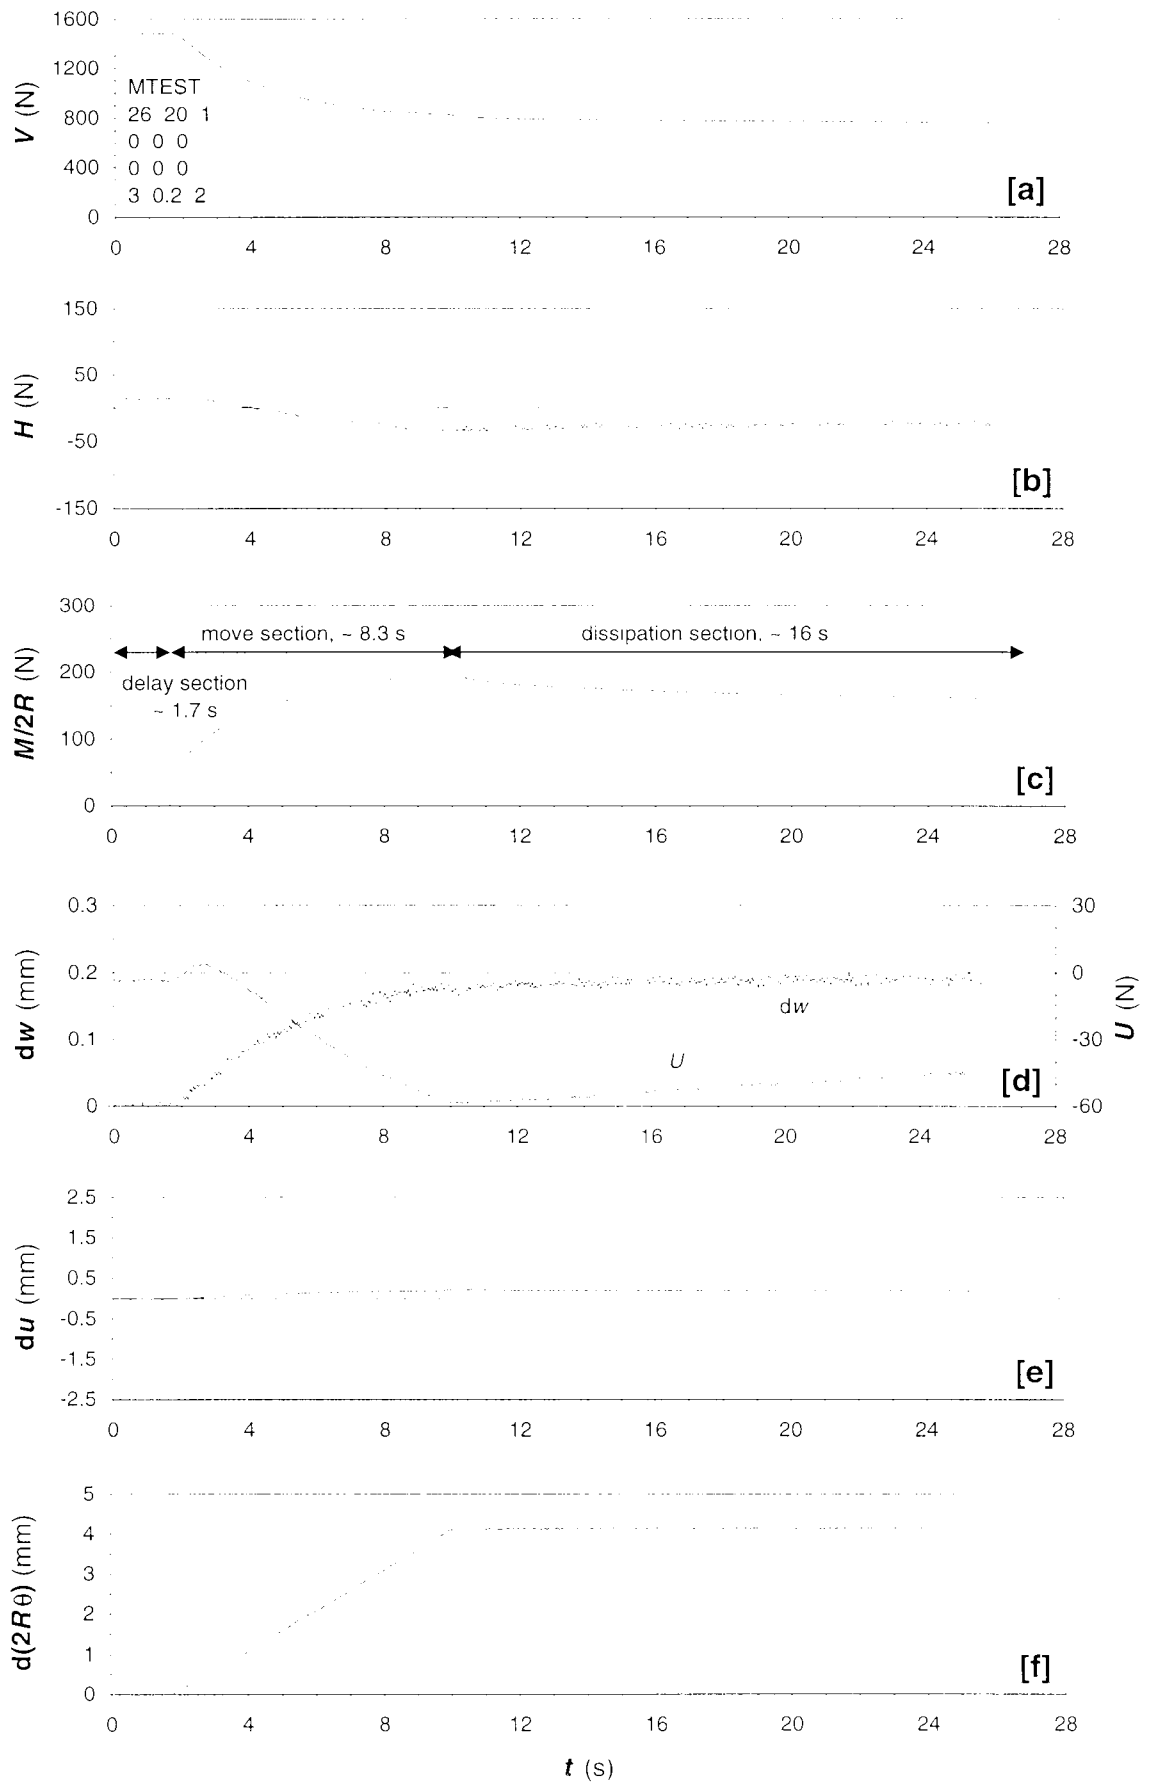 1600
1200
800
400
0
V (N)
MTEST
26 20 1
0 0 0
0 0 0
3 0.2 2
[a]
0 4 8 12 16 20 24 28
150
50
-50
-150
H (N)
[b]
0 4 8 12 16 20 24 28
300
200
100
0
M/2R (N)
move section, ~ 8.3 s
dissipation section, ~ 16 s
delay section
~ 1.7 s
[c]
0 4 8 12 16 20 24 28
0.3
0.2
0.1
0
dw (mm)
30
0
-30
-60
U (N)
dw
U
[d]
0 4 8 12 16 20 24 28
2.5
1.5
0.5
-0.5
-1.5
-2.5
du (mm)
[e]
0 4 8 12 16 20 24 28
5
4
3
2
1
0
d(2Rθ) (mm)
[f]
0 4 8 12 16 20 24 28
t (s)